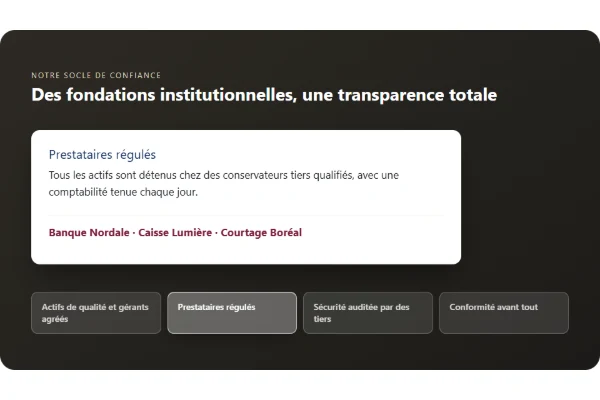 NOTRE SOCLE DE CONFIANCE
Des fondations institutionnelles, une transparence totale
Prestataires régulés
Tous les actifs sont détenus chez des conservateurs tiers qualifiés, avec une
comptabilité tenue chaque jour.
Banque Nordale · Caisse Lumière · Courtage Boréal
Actifs de qualité et gérants
agréés
Prestataires régulés
Sécurité auditée par des
tiers
Conformité avant tout